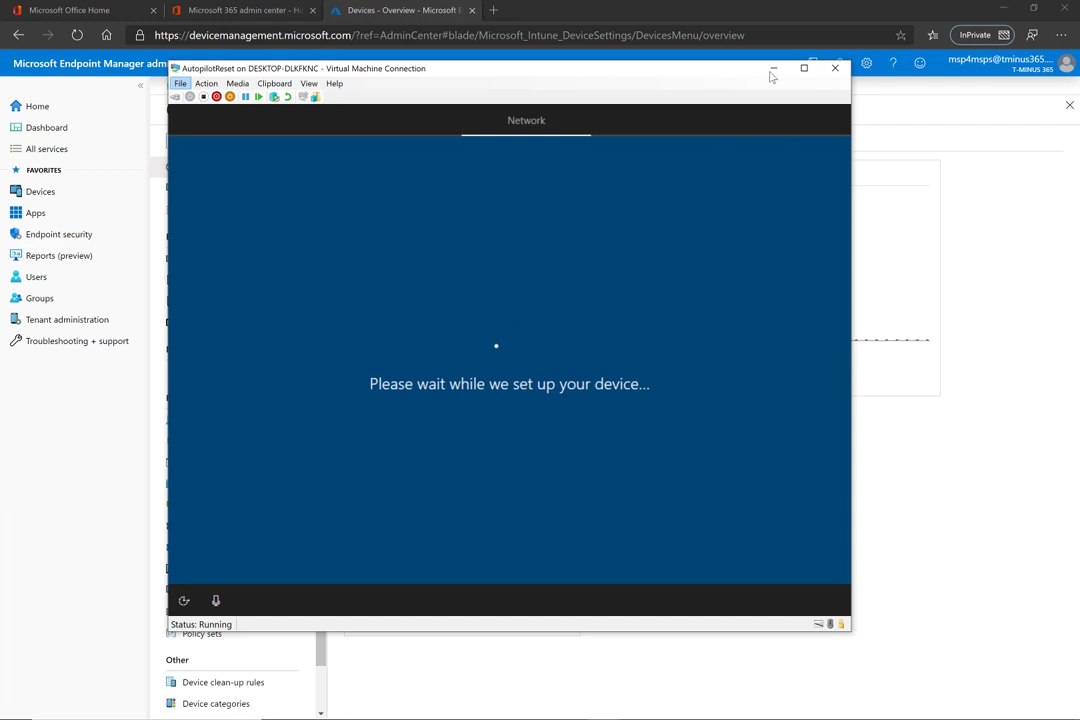 Microsoft Office Home
Microsoft 365 admin center - Ho
Devices - Overview - Microsoft E
https://devicemanagement.microsoft.com/?ref=AdminCenter#blade/Microsoft_Intune_DeviceSettings/DevicesMenu/overview
InPrivate
Microsoft Endpoint Manager adm
msp4msps@tminus365....
T-MINUS 365
AutopilotReset on DESKTOP-DLKFKNC - Virtual Machine Connection
File Action Media Clipboard View Help
Network
Home
Dashboard
All services
FAVORITES
Devices
Apps
Endpoint security
Reports (preview)
Users
Groups
Tenant administration
Troubleshooting + support
Please wait while we set up your device...
Status: Running
Policy sets
Other
Device clean-up rules
Device categories